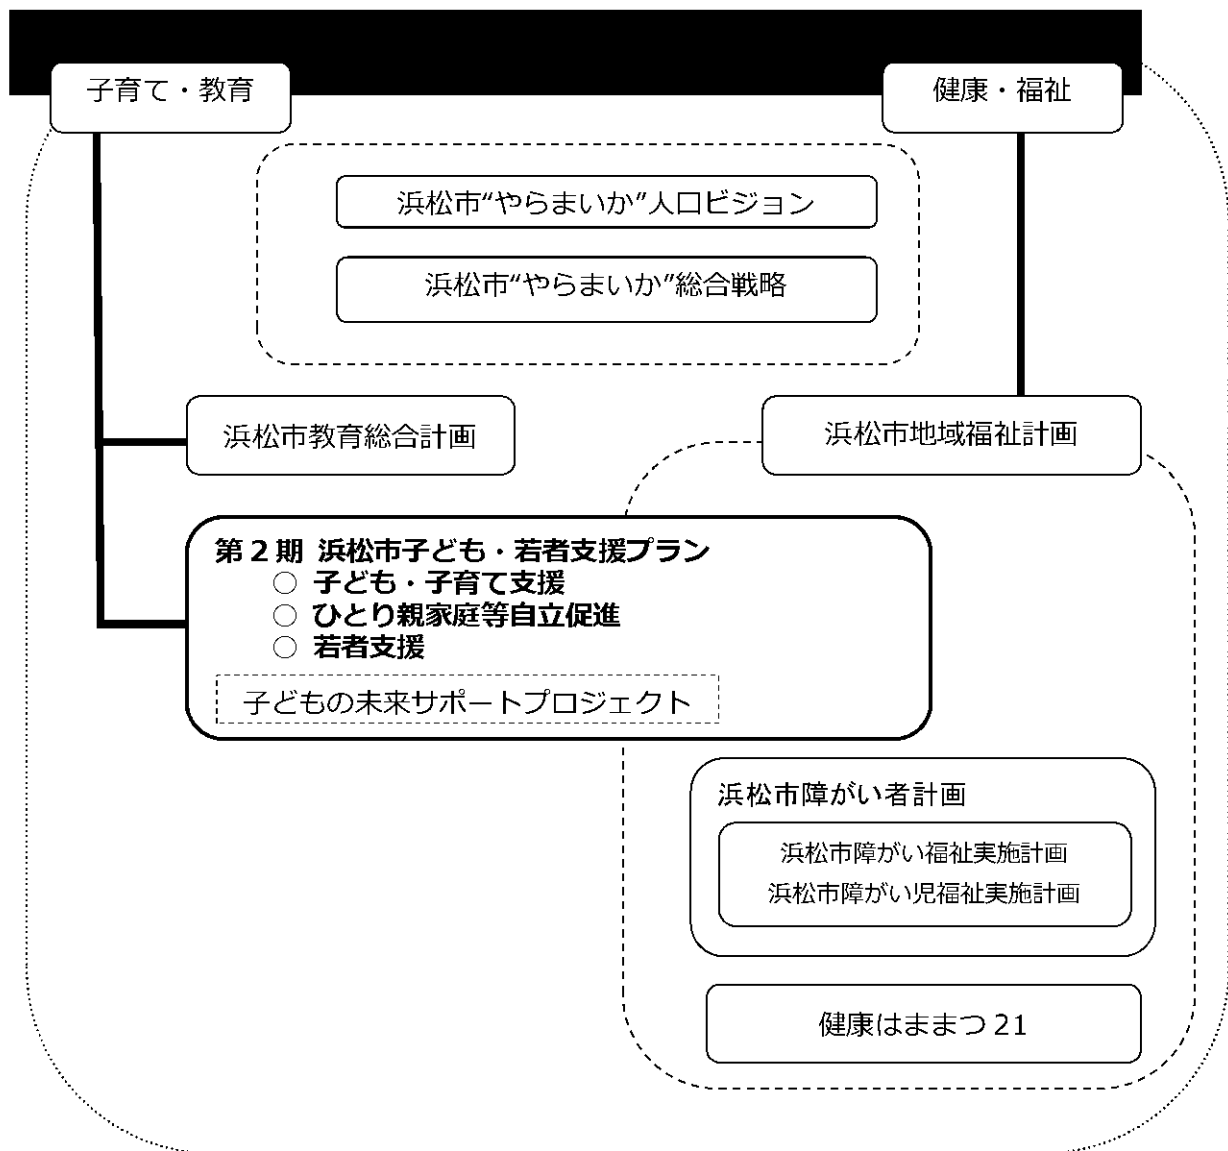 子育て・教育
健康・福祉
浜松市“やらまいか”人口ビジョン
浜松市“やらまいか”総合戦略
浜松市教育総合計画
浜松市地域福祉計画
第２期 浜松市子ども・若者支援プラン
○ 子ども・子育て支援
○ ひとり親家庭等自立促進
○ 若者支援
子どもの未来サポートプロジェクト
浜松市障がい者計画
浜松市障がい福祉実施計画
浜松市障がい児福祉実施計画
健康はままつ 21